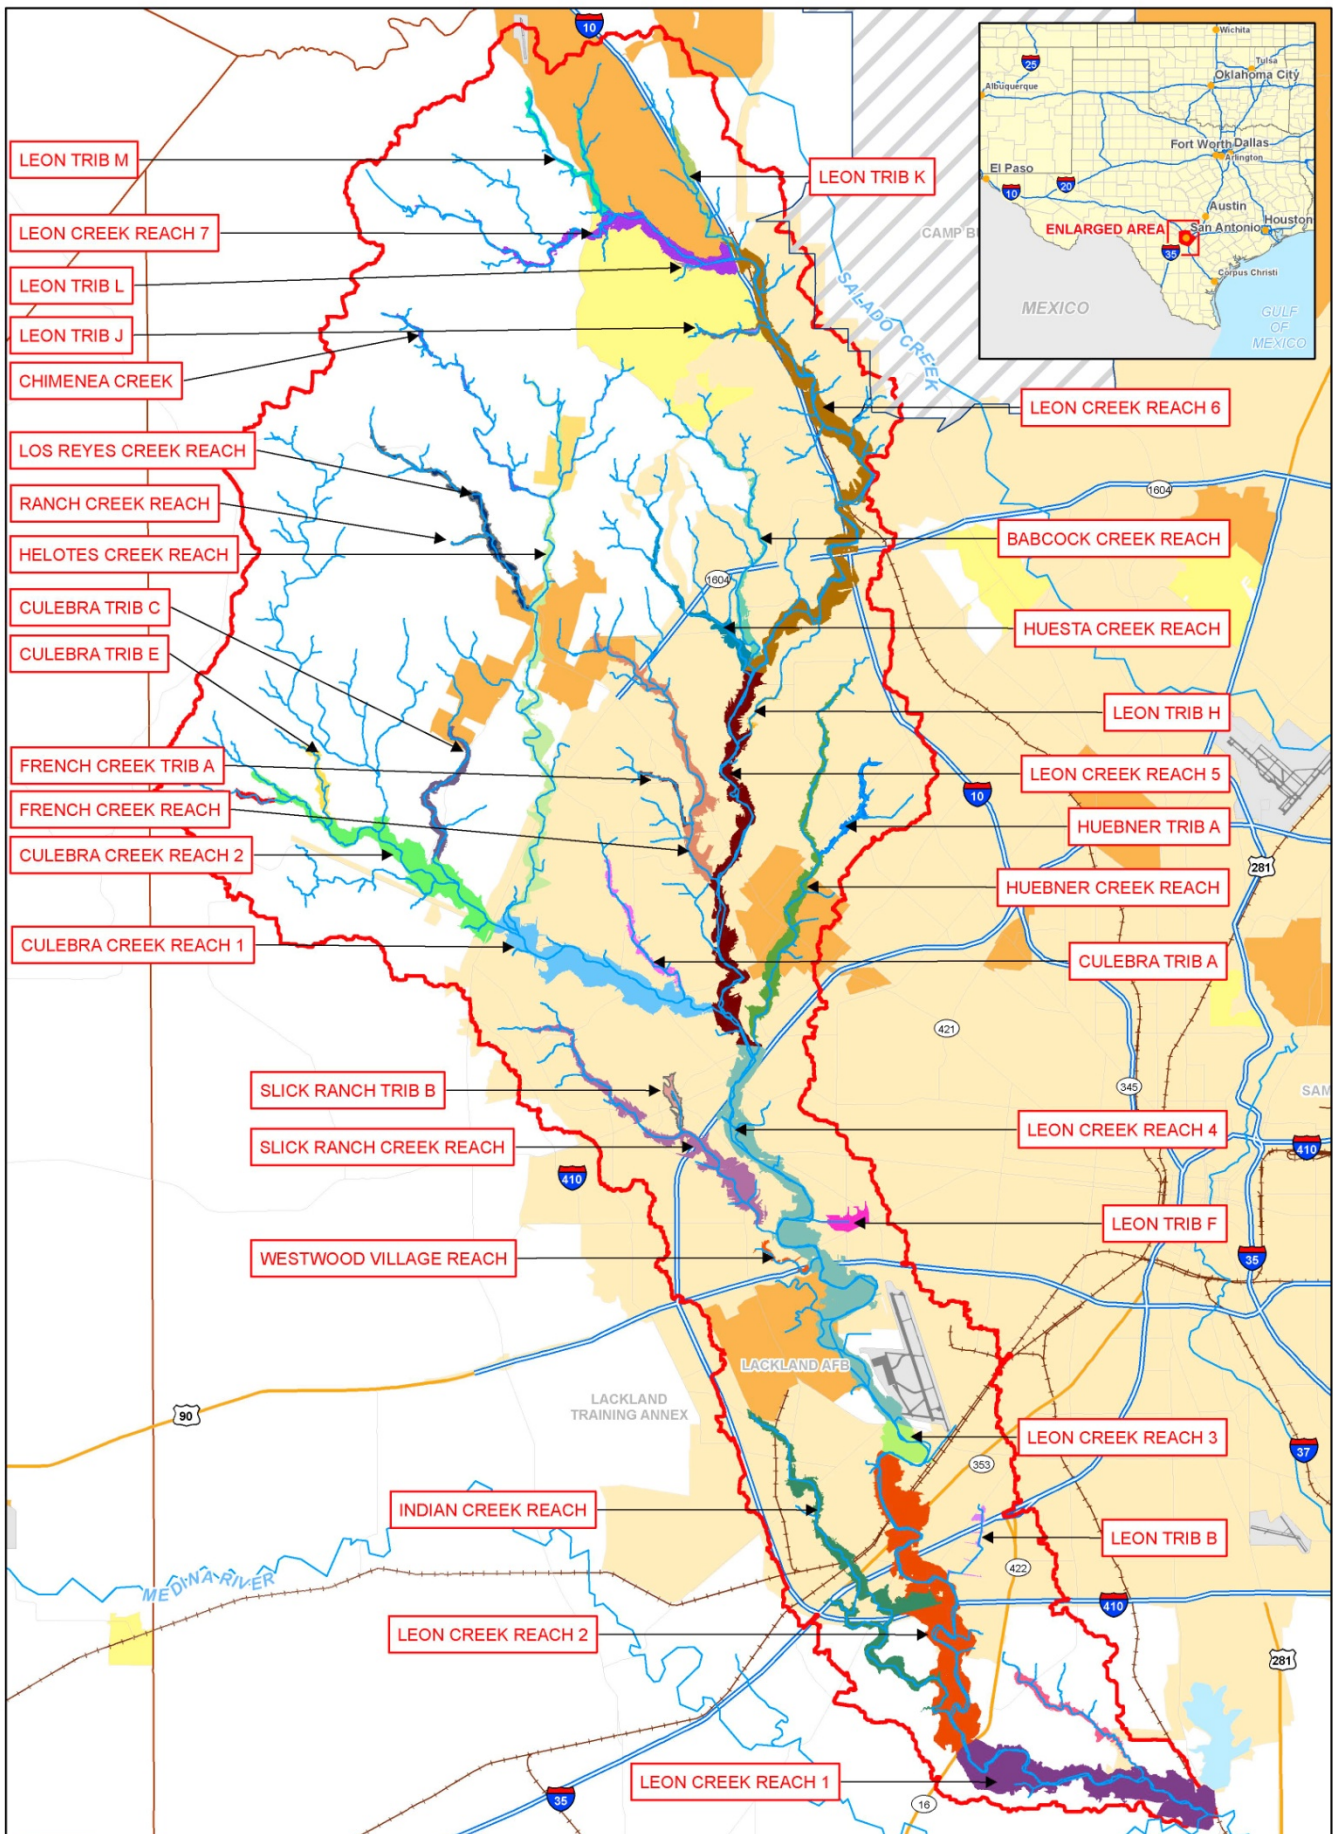 10
Wichita
25
Tulsa
Oklahoma City
Albuquerque
Fort Worth
Dallas
Arlington
El Paso
10
20
Austin
Houston
ENLARGED AREA
San Antonio
35
Corpus Christi
MEXICO
GULF
OF
MEXICO
LEON TRIB M
LEON TRIB K
LEON CREEK REACH 7
CAMP BU
LEON TRIB L
SALADO CREEK
LEON TRIB J
CHIMENEA CREEK
LEON CREEK REACH 6
LOS REYES CREEK REACH
RANCH CREEK REACH
1604
HELOTES CREEK REACH
BABCOCK CREEK REACH
1604
CULEBRA TRIB C
HUESTA CREEK REACH
CULEBRA TRIB E
LEON TRIB H
FRENCH CREEK TRIB A
LEON CREEK REACH 5
10
FRENCH CREEK REACH
HUEBNER TRIB A
CULEBRA CREEK REACH 2
281
HUEBNER CREEK REACH
CULEBRA CREEK REACH 1
CULEBRA TRIB A
421
345
SLICK RANCH TRIB B
SAM
LEON CREEK REACH 4
SLICK RANCH CREEK REACH
410
410
LEON TRIB F
WESTWOOD VILLAGE REACH
35
LACKLAND AFB
LACKLAND
TRAINING ANNEX
90
LEON CREEK REACH 3
37
353
INDIAN CREEK REACH
LEON TRIB B
422
MEDINA RIVER
410
LEON CREEK REACH 2
281
LEON CREEK REACH 1
35
16